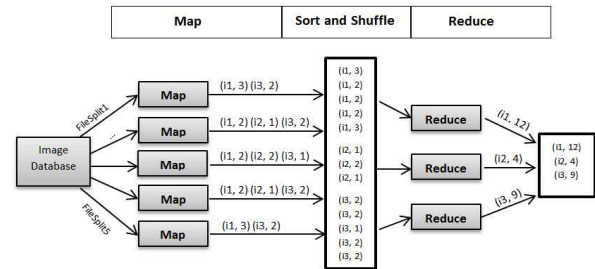 Map
Sort and Shuffle
Reduce
FileSplit1
...
FileSplit5
Image
Database
Map
(i1, 3) (i3, 2)
Map
(i1, 2) (i2, 1) (i3, 2)
Map
(i1, 2) (i2, 2) (i3, 1)
Map
(i1, 2) (i2, 1) (i3, 2)
Map
(i1, 3) (i3, 2)
(i1, 3)
(i1, 2)
(i1, 2)
(i1, 2)
(i1, 3)
(i2, 1)
(i2, 2)
(i2, 1)
(i3, 2)
(i3, 2)
(i3, 1)
(i3, 2)
(i3, 2)
Reduce
(i1, 12)
Reduce
(i2, 4)
Reduce
(i3, 9)
(i1, 12)
(i2, 4)
(i3, 9)